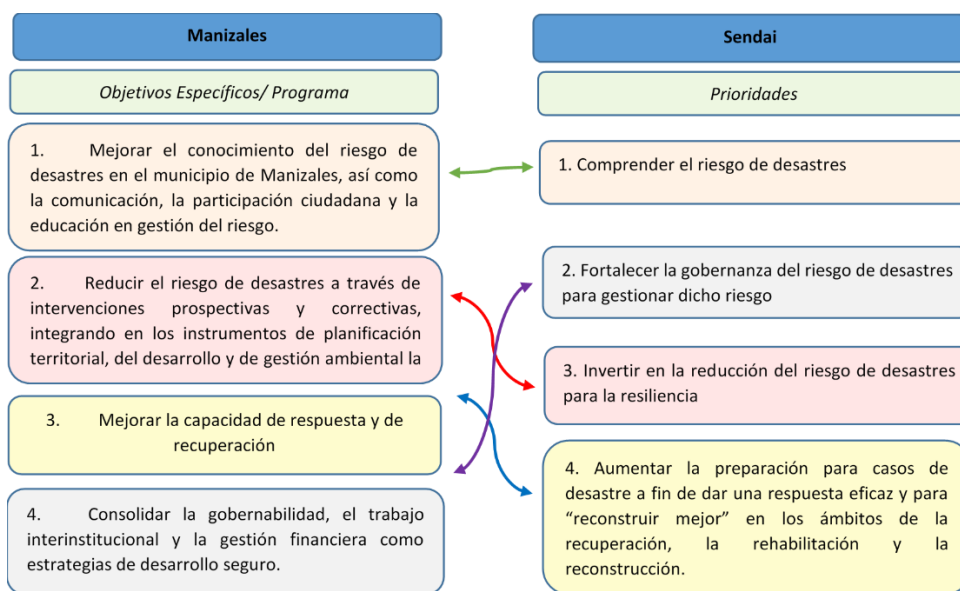 Manizales
Objetivos Específicos/ Programa
1. Mejorar el conocimiento del riesgo de
desastres en el municipio de Manizales, así como
la comunicación, la participación ciudadana y la
educación en gestión del riesgo.
2. Reducir el riesgo de desastres a través de
intervenciones prospectivas y correctivas,
integrando en los instrumentos de planificación
territorial, del desarrollo y de gestión ambiental la
3. Mejorar la capacidad de respuesta y de
recuperación
4. Consolidar la gobernabilidad, el trabajo
interinstitucional y la gestión financiera como
estrategias de desarrollo seguro.
Sendai
Prioridades
1. Comprender el riesgo de desastres
2. Fortalecer la gobernanza del riesgo de desastres
para gestionar dicho riesgo
3. Invertir en la reducción del riesgo de desastres
para la resiliencia
4. Aumentar la preparación para casos de
desastre a fin de dar una respuesta eficaz y para
“reconstruir mejor” en los ámbitos de la
recuperación, la rehabilitación y la
reconstrucción.